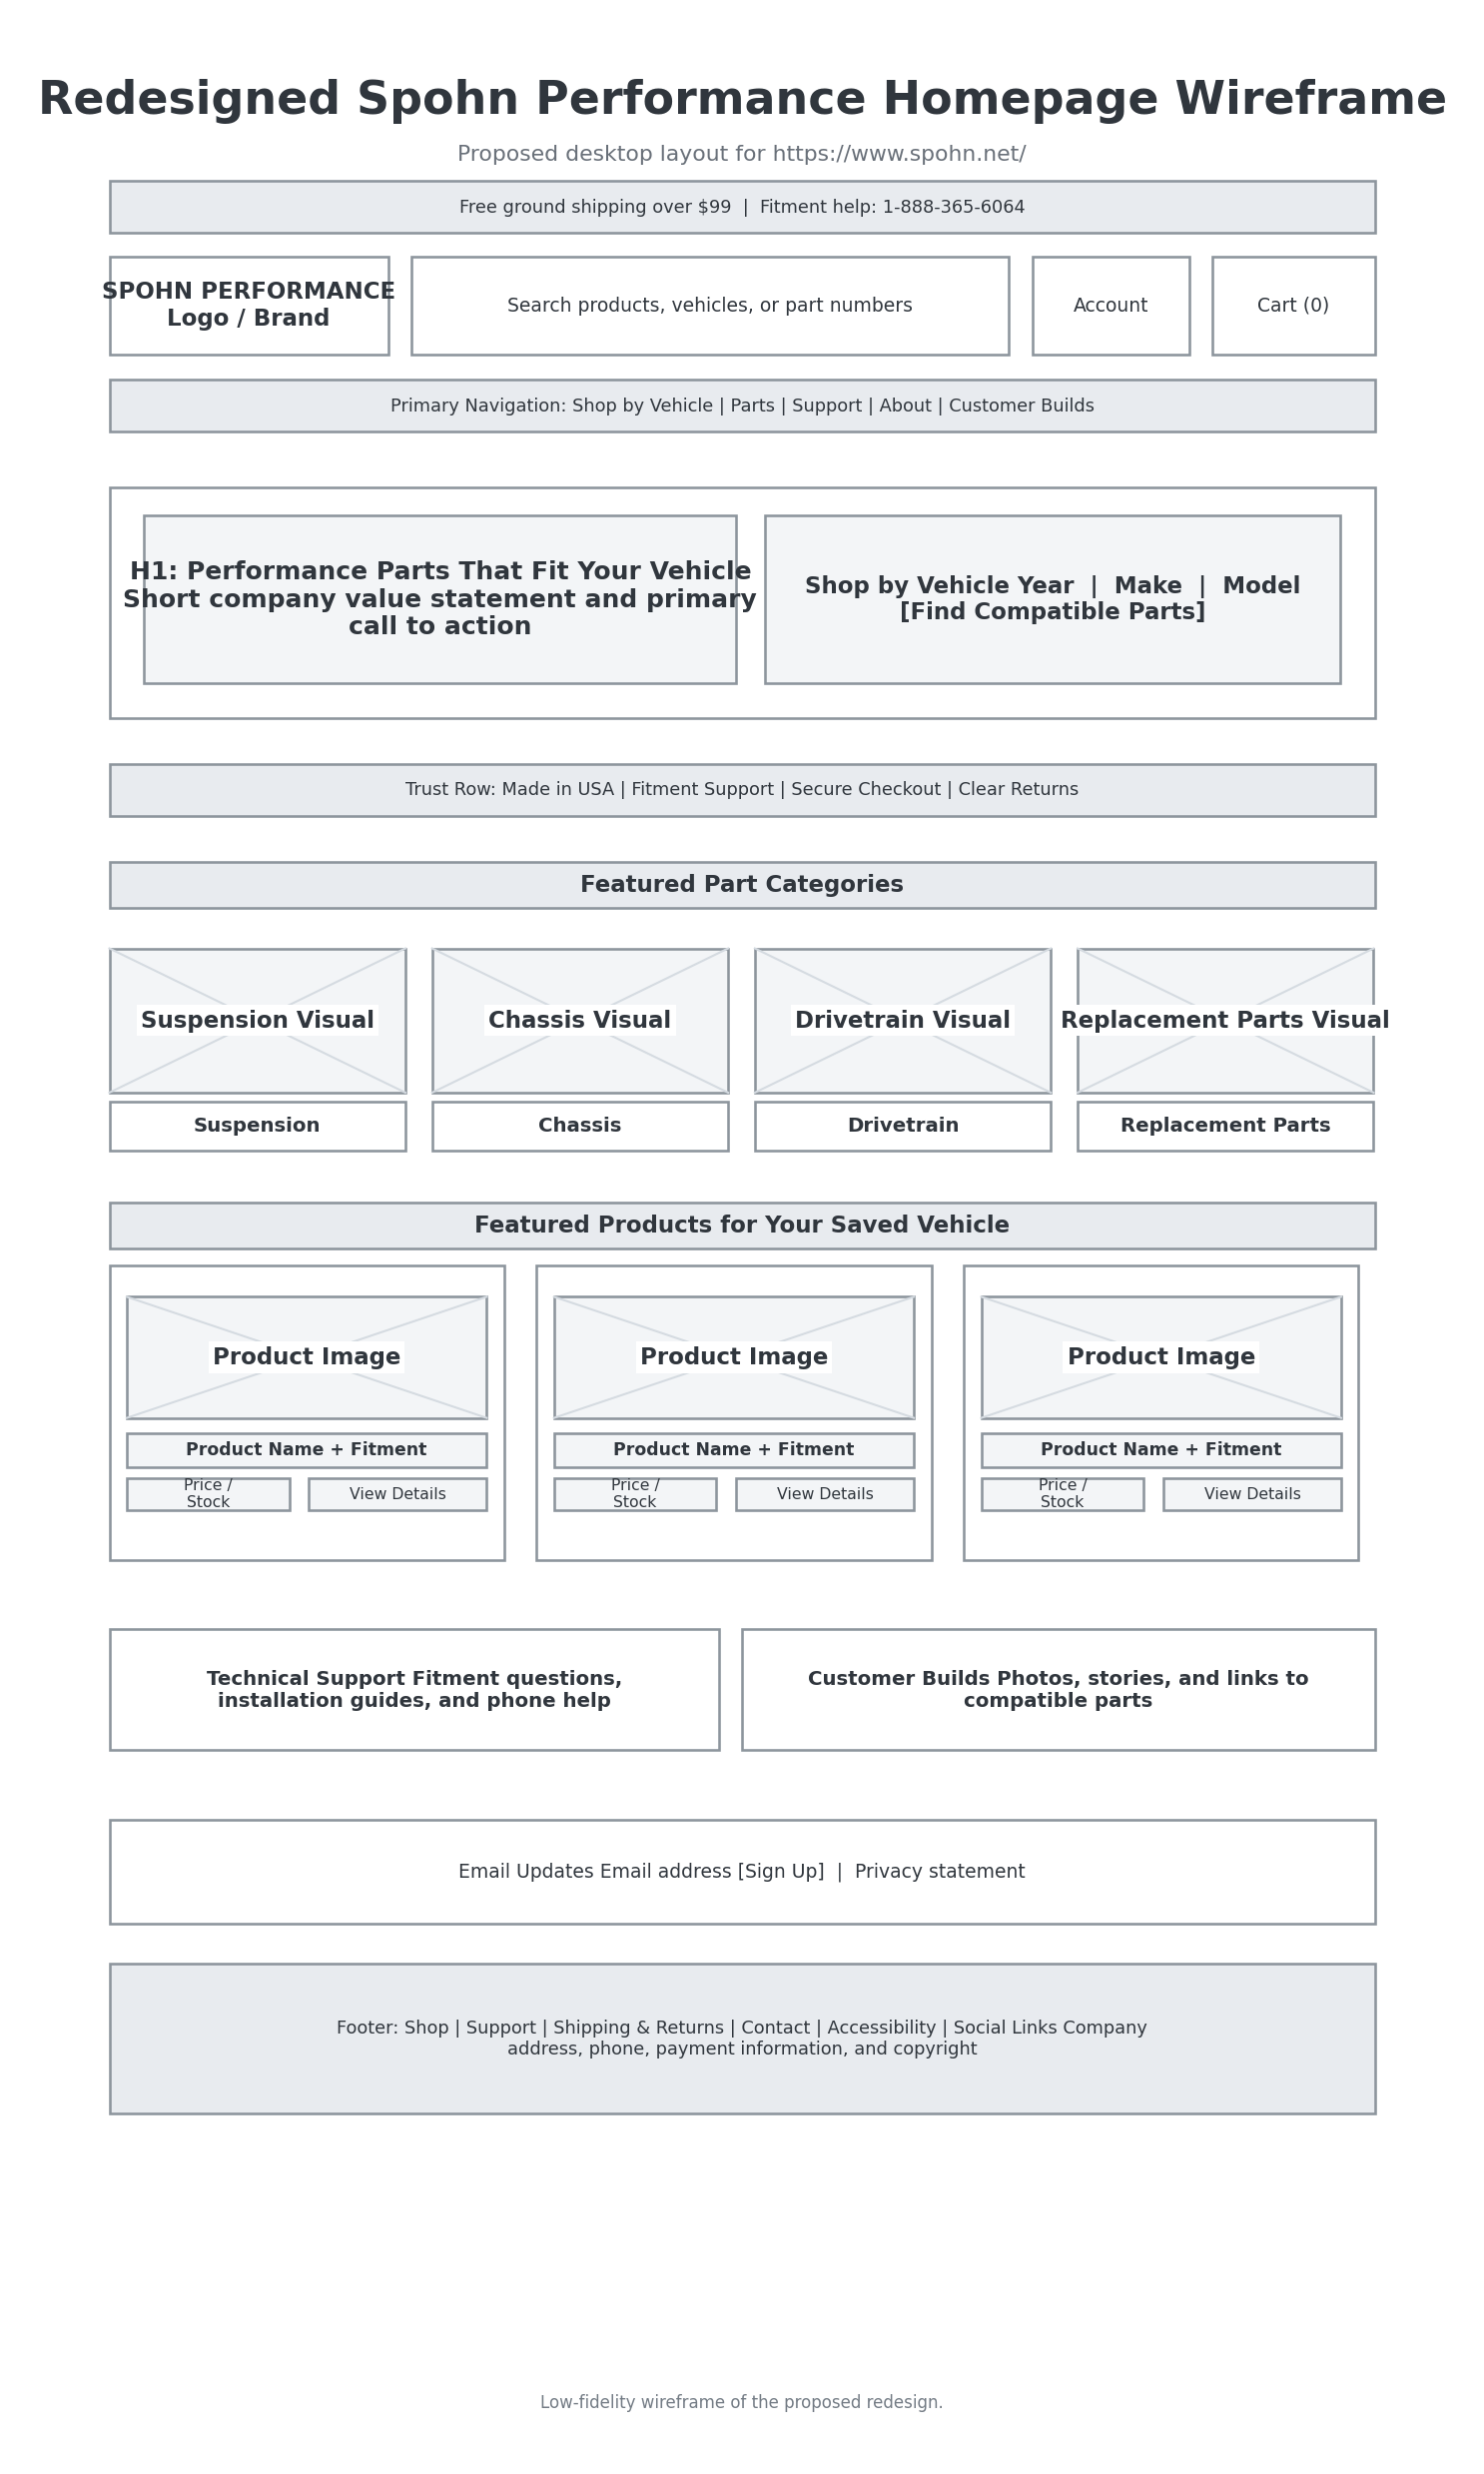 Redesigned Spohn Performance Homepage Wireframe
Proposed desktop layout for https://www.spohn.net/
Free ground shipping over $99 | Fitment help: 1-888-365-6064
SPOHN PERFORMANCE
Logo / Brand
Search products, vehicles, or part numbers
Account
Cart (0)
Primary Navigation: Shop by Vehicle | Parts | Support | About | Customer Builds
H1: Performance Parts That Fit Your Vehicle
Short company value statement and primary
call to action
Shop by Vehicle Year | Make | Model
[Find Compatible Parts]
Trust Row: Made in USA | Fitment Support | Secure Checkout | Clear Returns
Featured Part Categories
Suspension Visual
Chassis Visual
Drivetrain Visual
Replacement Parts Visual
Suspension
Chassis
Drivetrain
Replacement Parts
Featured Products for Your Saved Vehicle
Product Image
Product Image
Product Image
Product Name + Fitment
Product Name + Fitment
Product Name + Fitment
Price /
Stock
View Details
Price /
Stock
View Details
Price /
Stock
View Details
Technical Support Fitment questions,
installation guides, and phone help
Customer Builds Photos, stories, and links to
compatible parts
Email Updates Email address [Sign Up] | Privacy statement
Footer: Shop | Support | Shipping & Returns | Contact | Accessibility | Social Links Company
address, phone, payment information, and copyright
Low-fidelity wireframe of the proposed redesign.